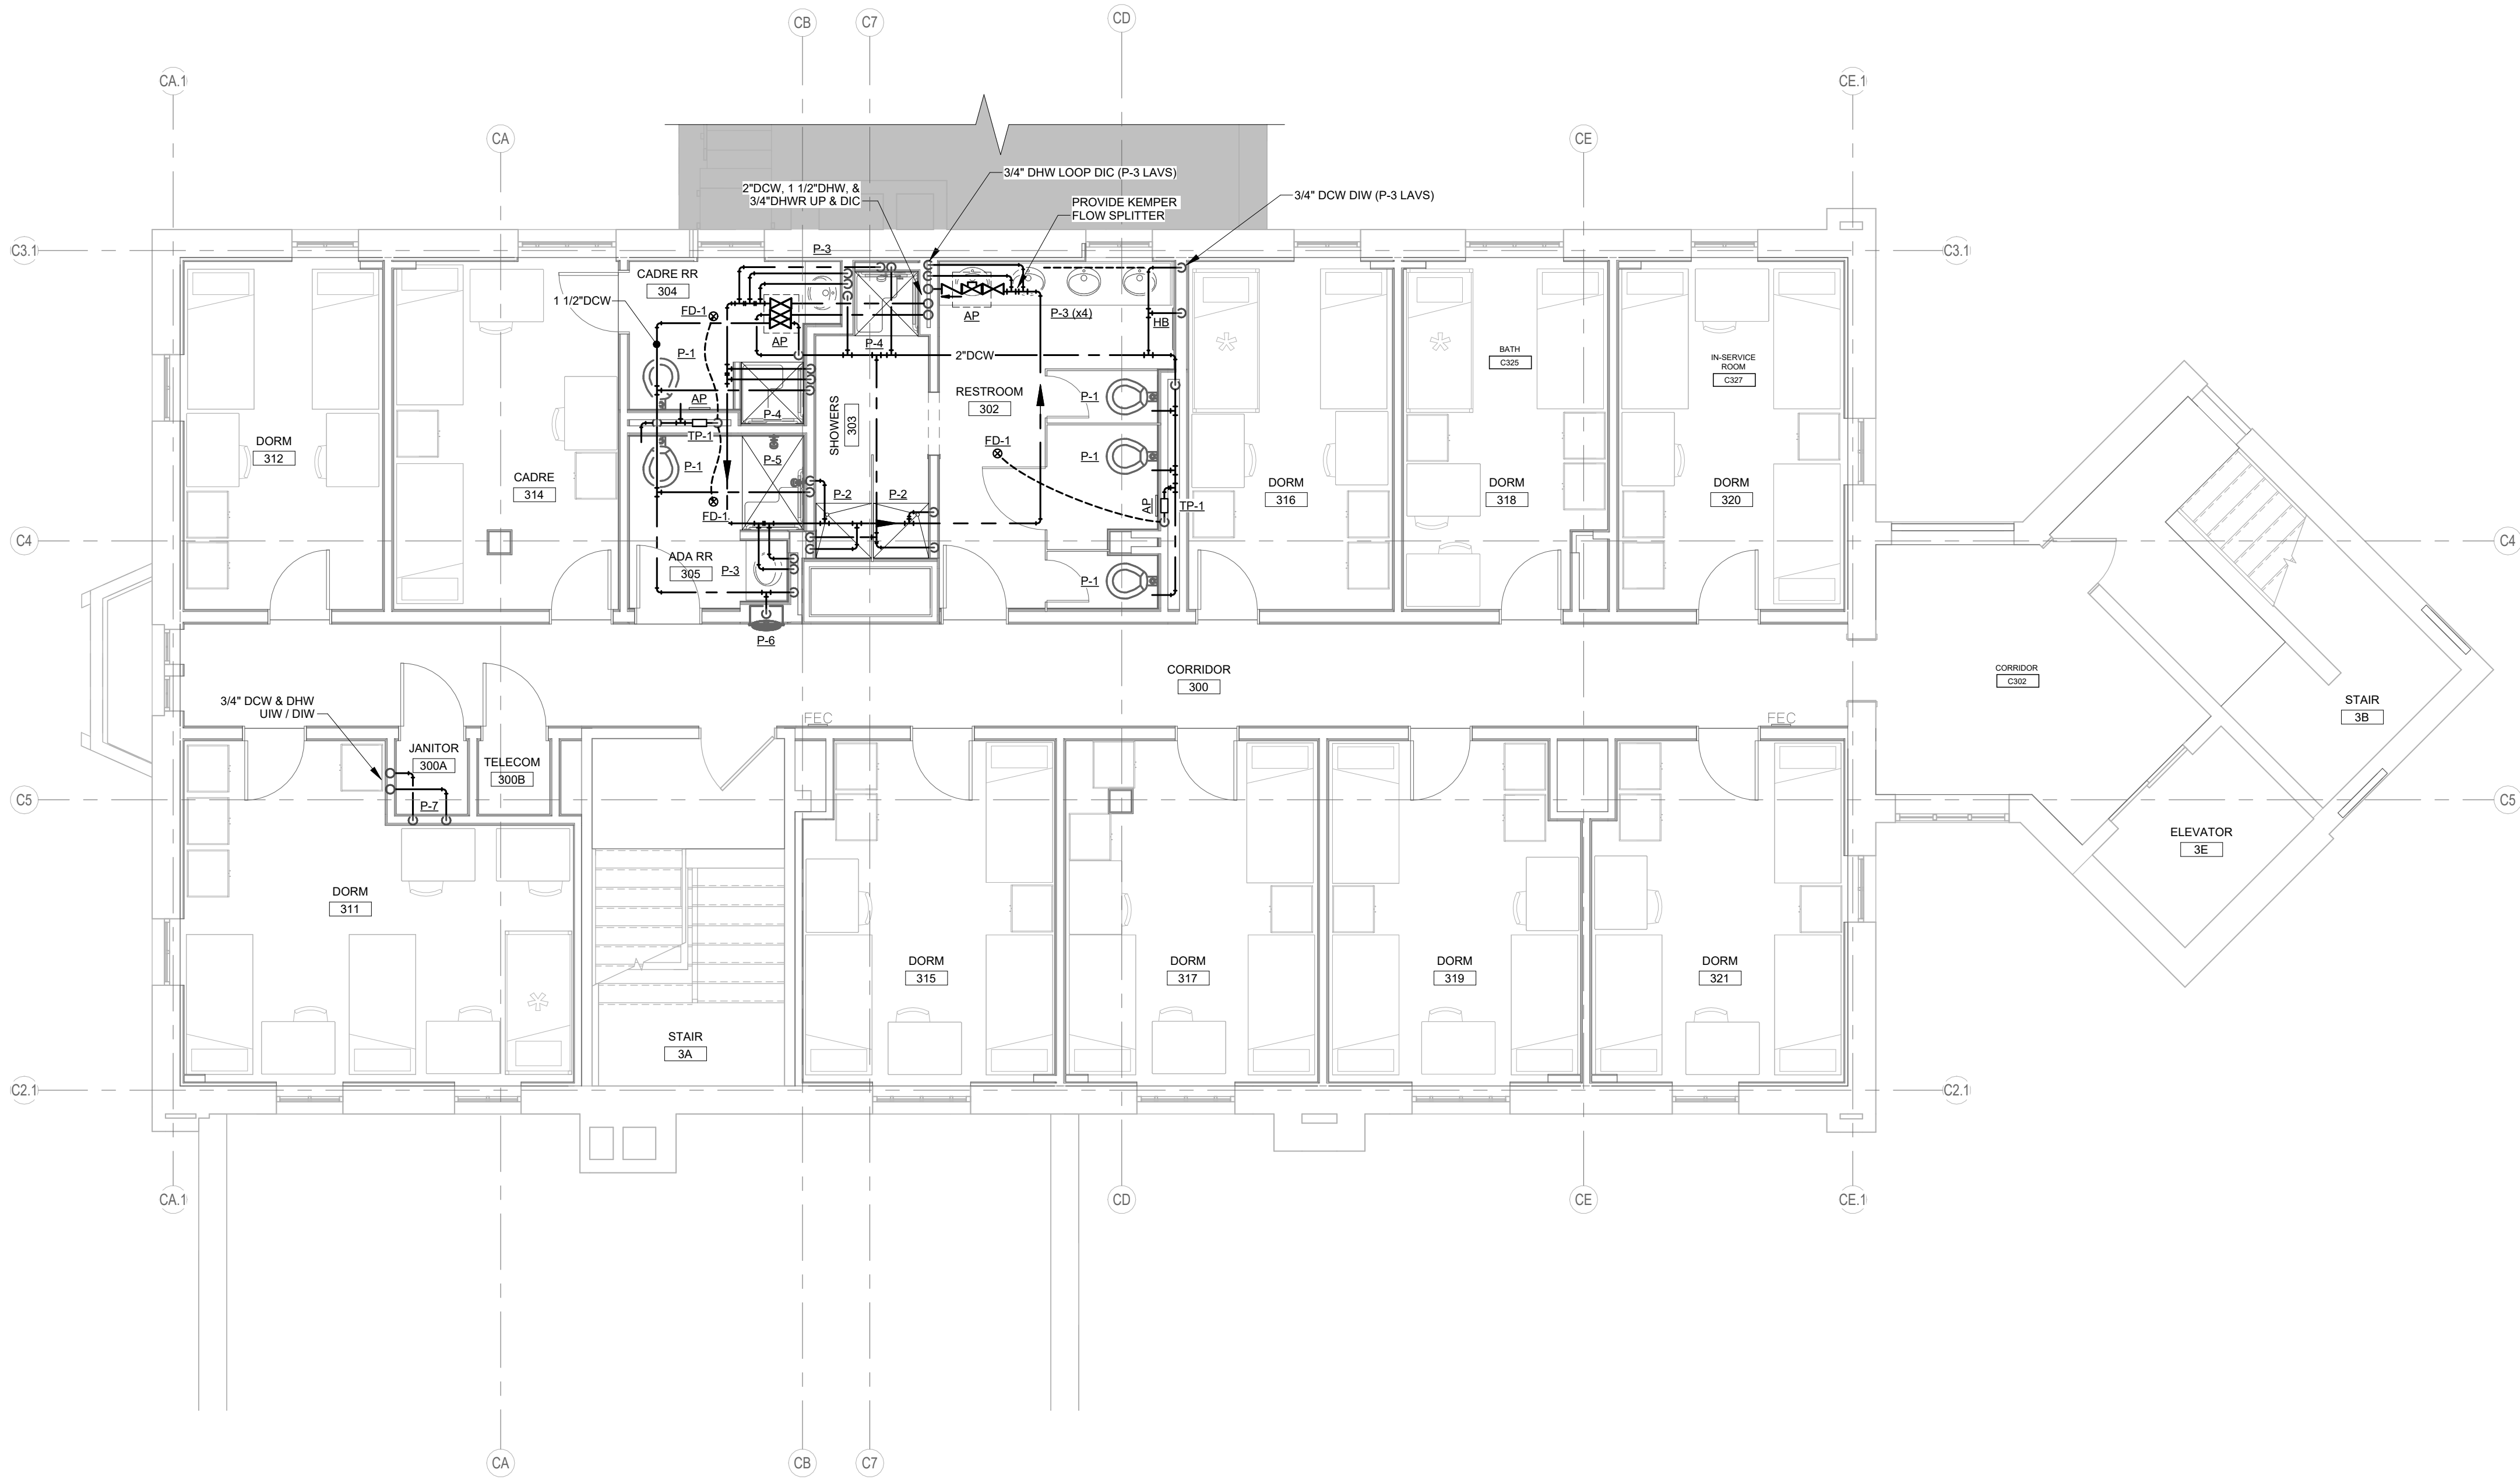 CB
C7
CD
CA.1
CE.1
CA
CE
3/4" DHW LOOP DIC (P-3 LAVS)
2"DCW, 1 1/2"DHW, &
3/4"DHWR UP & DIC
3/4" DCW DIW (P-3 LAVS)
PROVIDE KEMPER
FLOW SPLITTER
C3.1
P-3
C3.1
CADRE RR
304
1 1/2"DCW
FD-1
AP
AP
P-3 (x4)
HB
P-1
P-4
2"DCW
BATH
C325
IN-SERVICE
ROOM
C327
RESTROOM
302
P-1
AP
P-4
SHOWERS
303
TP-1
FD-1
DORM
312
P-1
P-5
P-1
CADRE
314
DORM
316
DORM
318
DORM
320
P-2
P-2
AP
TP-1
FD-1
C4
C4
ADA RR
305
P-3
P-1
P-6
CORRIDOR
300
CORRIDOR
C302
3/4" DCW & DHW
UIW / DIW
STAIR
3B
FEC
FEC
JANITOR
300A
TELECOM
300B
C5
P-7
C5
ELEVATOR
3E
DORM
311
DORM
315
DORM
317
DORM
319
DORM
321
STAIR
3A
C2.1
C2.1
CA.1
CD
CE
CE.1
CA
CB
C7